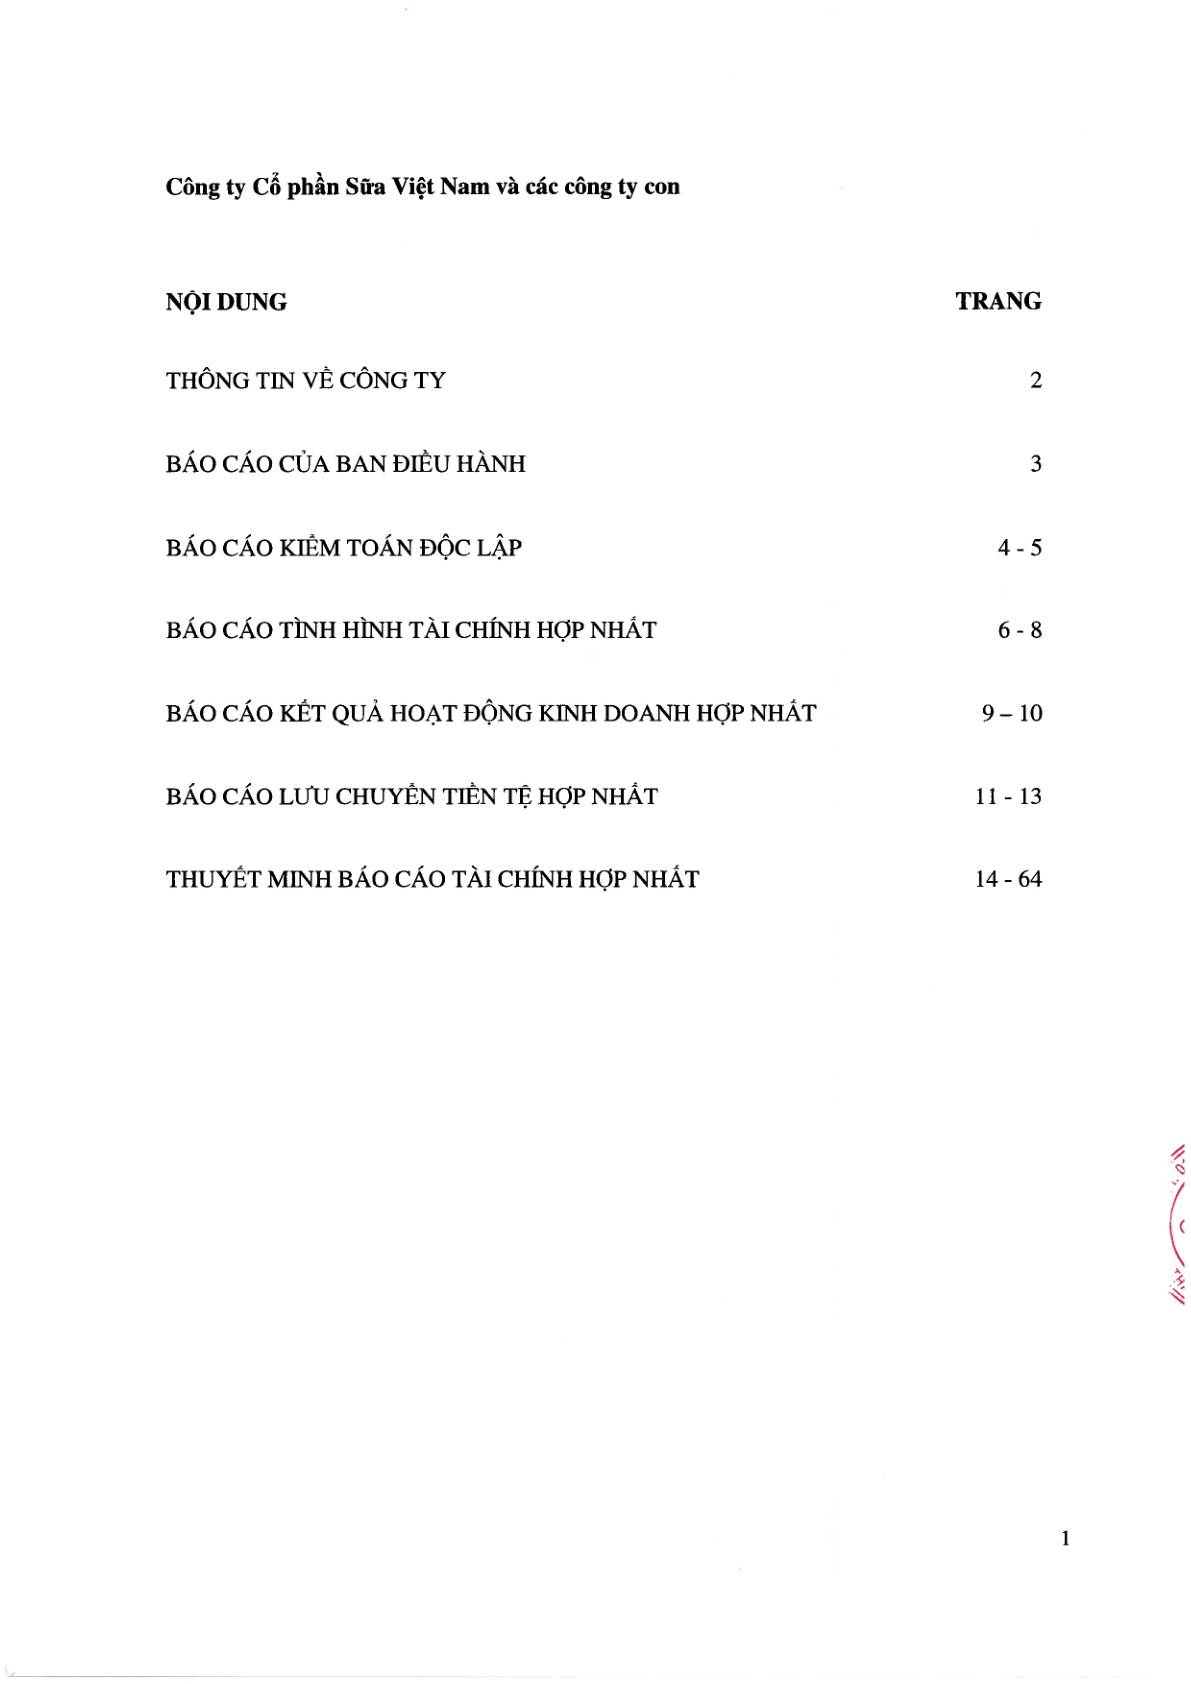 Công ty Cổ phần Sữa Việt Nam và các công ty con
NỘI DUNG TRANG
THÔNG TIN VỀ CÔNG TY 2
BÁO CÁO CỦA BAN ĐIỀU HÀNH 3
BÁO CÁO KIỂM TOÁN ĐỘC LẬP 4 - 5
BÁO CÁO TÌNH HÌNH TÀI CHÍNH HỢP NHẤT 6 - 8
BÁO CÁO KẾT QUẢ HOẠT ĐỘNG KINH DOANH HỢP NHẤT 9 – 10
BÁO CÁO LƯU CHUYỂN TIỀN TỆ HỢP NHẤT 11 - 13
THUYẾT MINH BÁO CÁO TÀI CHÍNH HỢP NHẤT 14 - 64
1